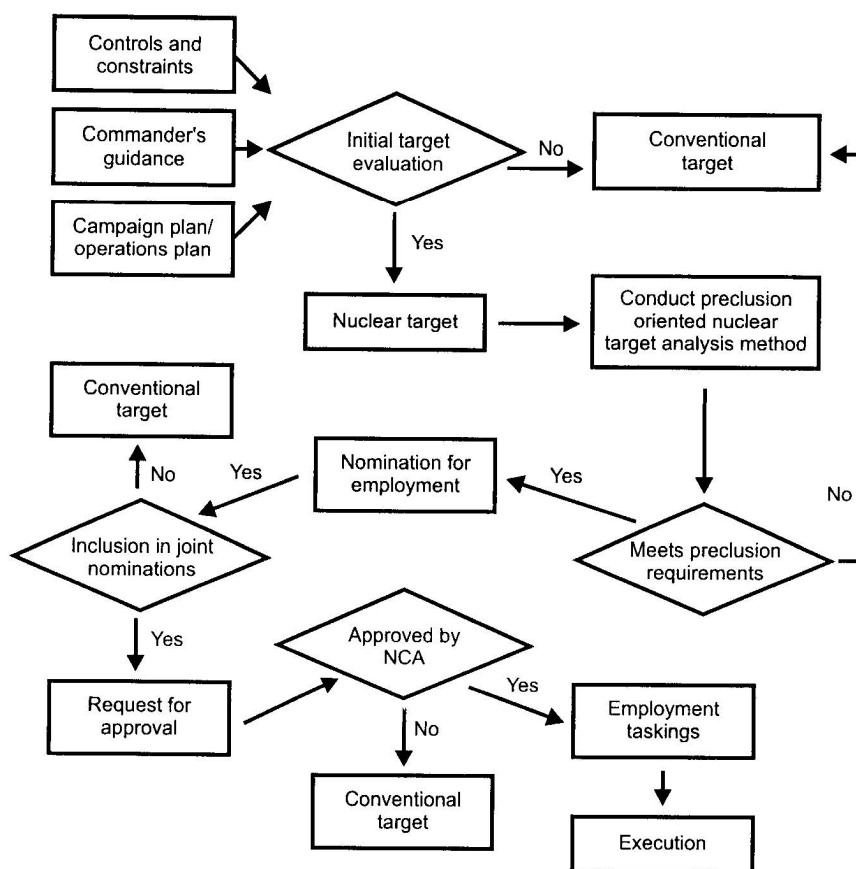 Controls and
constraints
Commander's
guidance
Campaign plan/
operations plan
Initial target
evaluation
No
Conventional
target
Yes
Nuclear target
Conduct preclusion
oriented nuclear
target analysis method
Conventional
target
No
Yes
Nomination for
employment
Yes
No
Inclusion in joint
nominations
Meets preclusion
requirements
Yes
Approved by
NCA
Request for
approval
Yes
No
Employment
taskings
Conventional
target
Execution